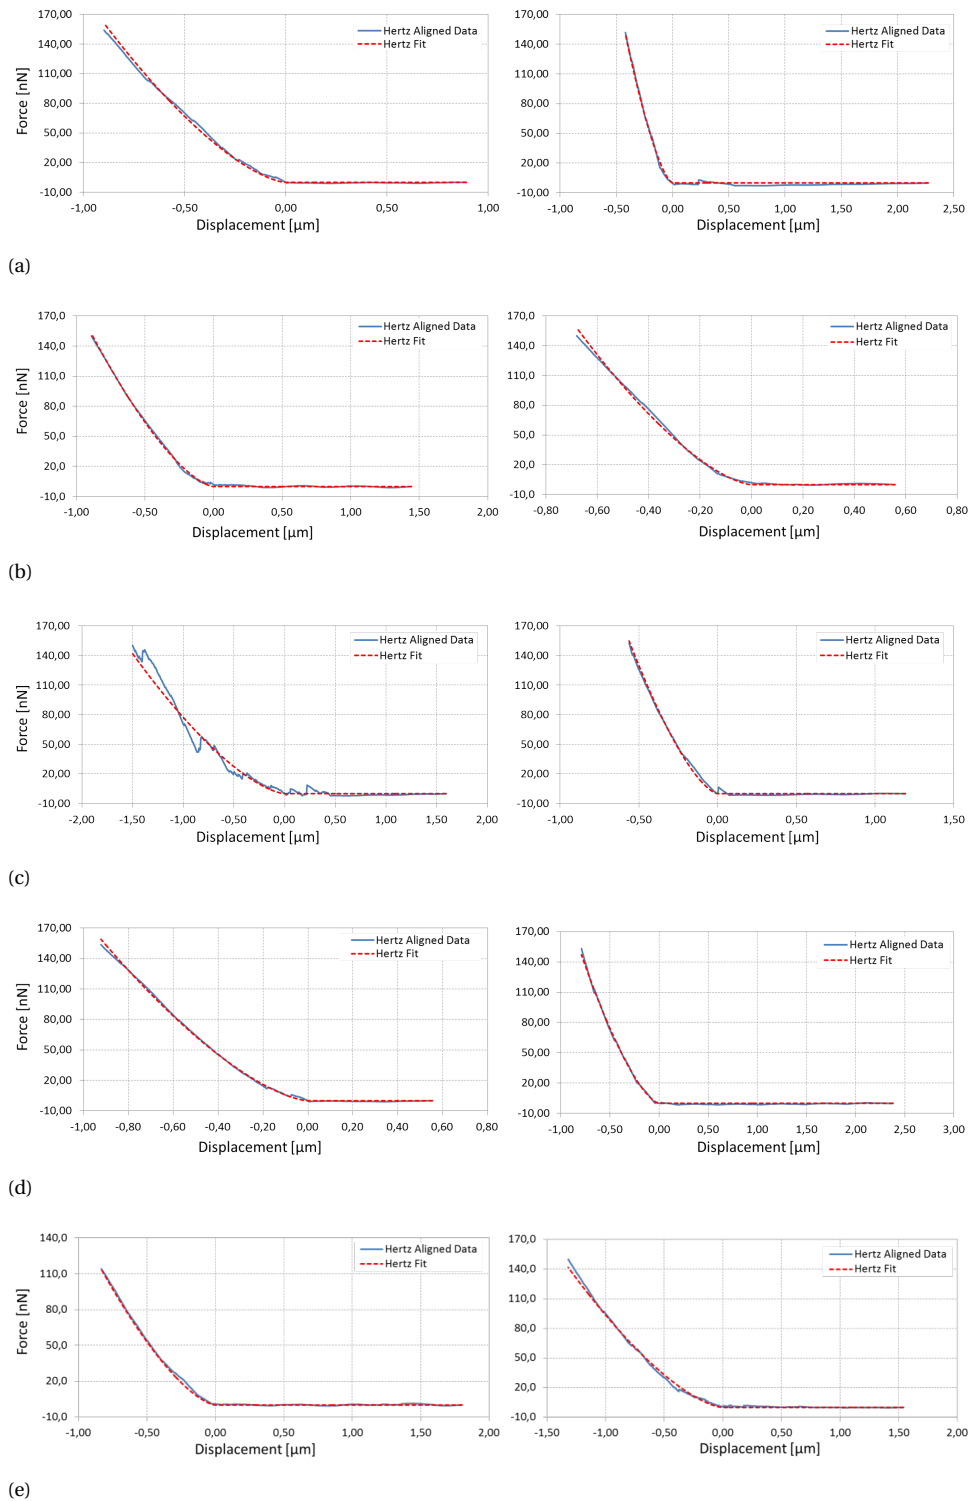 170,00
140,00
110,00
80,00
50,00
20,00
-10,00
Force [nN]
Hertz Aligned Data
Hertz Fit
-1,00 -0,50 0,00 0,50 1,00
Displacement [µm]
170,00
140,00
110,00
80,00
50,00
20,00
-10,00
Hertz Aligned Data
Hertz Fit
-1,00 -0,50 0,00 0,50 1,00 1,50 2,00 2,50
Displacement [µm]
(a)
170,0
140,0
110,0
80,0
50,0
20,0
-10,0
Force [nN]
Hertz Aligned Data
Hertz Fit
-1,00 -0,50 0,00 0,50 1,00 1,50 2,00
Displacement [µm]
170,0
140,0
110,0
80,0
50,0
20,0
-10,0
Hertz Aligned Data
Hertz Fit
-0,80 -0,60 -0,40 -0,20 0,00 0,20 0,40 0,60 0,80
Displacement [µm]
(b)
170,00
140,00
110,00
80,00
50,00
20,00
-10,00
Force [nN]
Hertz Aligned Data
Hertz Fit
-2,00 -1,50 -1,00 -0,50 0,00 0,50 1,00 1,50 2,00
Displacement [µm]
170,00
140,00
110,00
80,00
50,00
20,00
-10,00
Hertz Aligned Data
Hertz Fit
-1,00 -0,50 0,00 0,50 1,00 1,50
Displacement [µm]
(c)
170,00
140,00
110,00
80,00
50,00
20,00
-10,00
Force [nN]
Hertz Aligned Data
Hertz Fit
-1,00 -0,80 -0,60 -0,40 -0,20 0,00 0,20 0,40 0,60 0,80
Displacement [µm]
170,00
140,00
110,00
80,00
50,00
20,00
-10,00
Hertz Aligned Data
Hertz Fit
-1,00 -0,50 0,00 0,50 1,00 1,50 2,00 2,50 3,00
Displacement [µm]
(d)
140,0
110,0
80,0
50,0
20,0
-10,0
Force [nN]
Hertz Aligned Data
Hertz Fit
-1,00 -0,50 0,00 0,50 1,00 1,50 2,00
Displacement [µm]
170,0
140,0
110,0
80,0
50,0
20,0
-10,0
Hertz Aligned Data
Hertz Fit
-1,50 -1,00 -0,50 0,00 0,50 1,00 1,50 2,00
Displacement [µm]
(e)